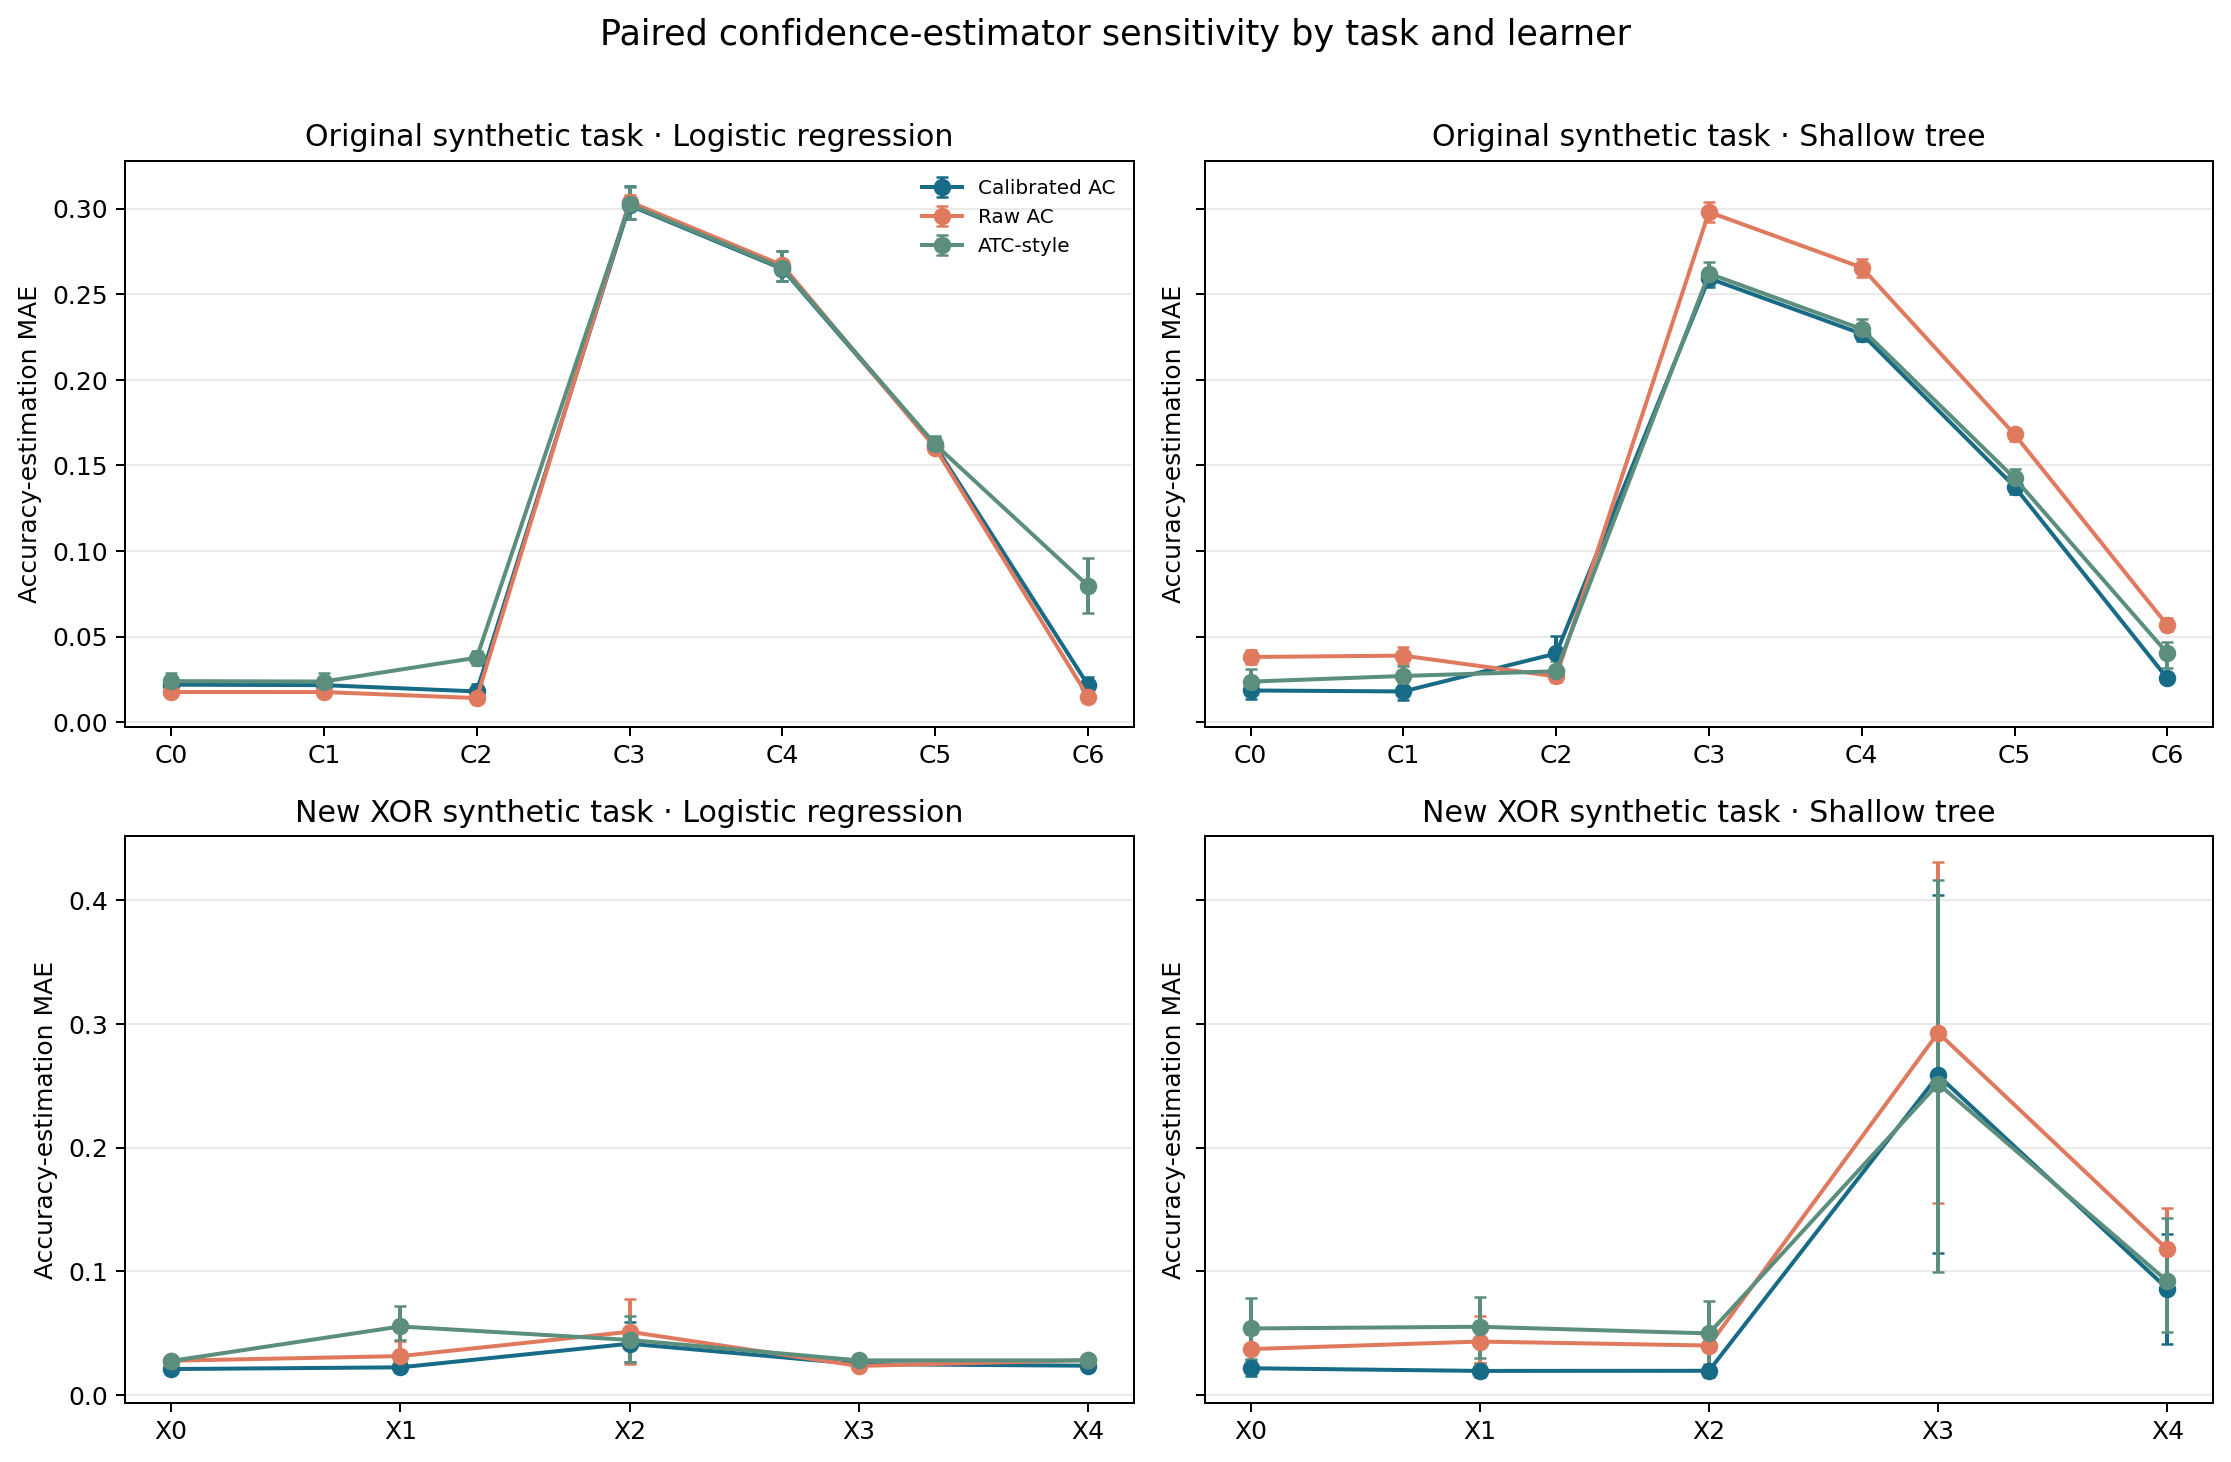 Paired confidence-estimator sensitivity by task and learner
Original synthetic task · Logistic regression
Accuracy-estimation MAE
0.30
0.25
0.20
0.15
0.10
0.05
0.00
Calibrated AC
Raw AC
ATC-style
C0 C1 C2 C3 C4 C5 C6
Original synthetic task · Shallow tree
Accuracy-estimation MAE
C0 C1 C2 C3 C4 C5 C6
New XOR synthetic task · Logistic regression
Accuracy-estimation MAE
0.4
0.3
0.2
0.1
0.0
X0 X1 X2 X3 X4
New XOR synthetic task · Shallow tree
Accuracy-estimation MAE
X0 X1 X2 X3 X4